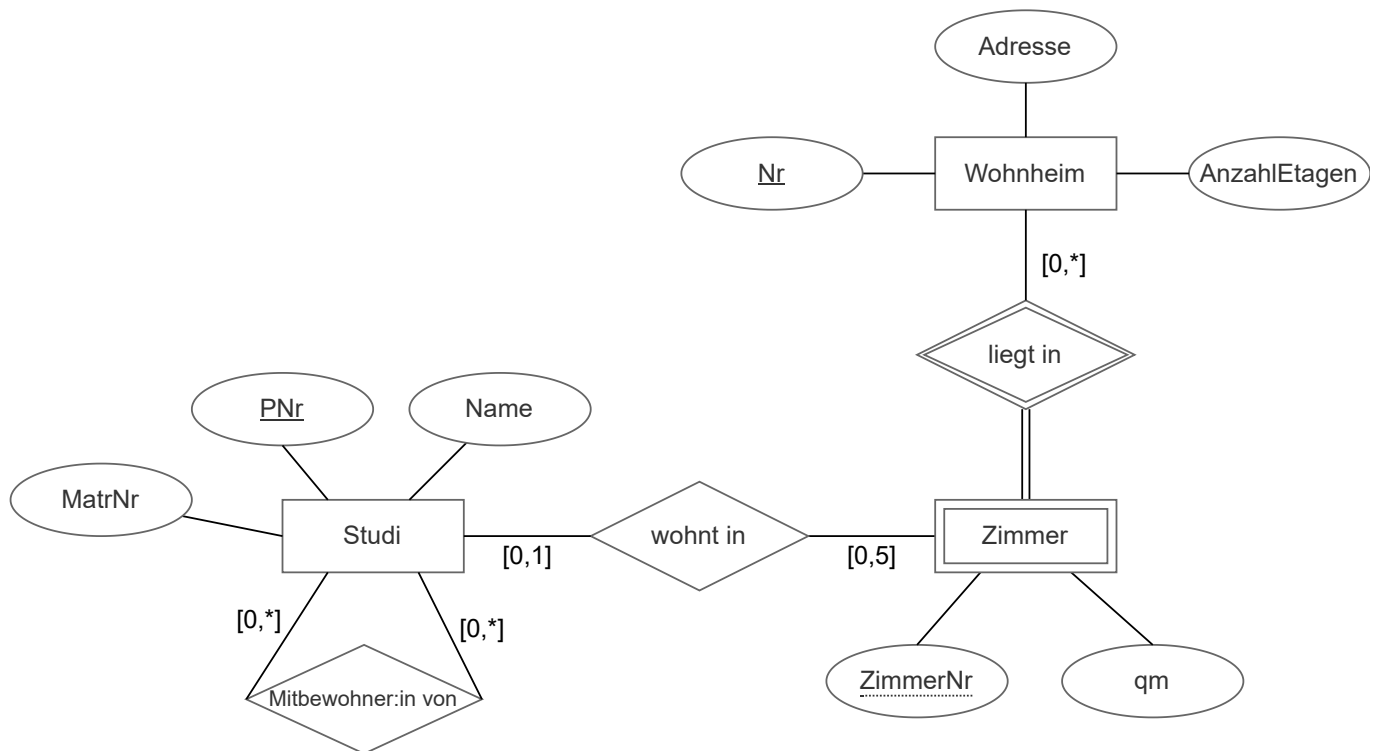 Adresse
Nr
Wohnheim
AnzahlEtagen
[0,*]
liegt in
PNr
Name
MatrNr
Studi
[0,1]
wohnt in
[0,5]
Zimmer
[0,*]
[0,*]
Mitbewohner:in von
ZimmerNr
qm